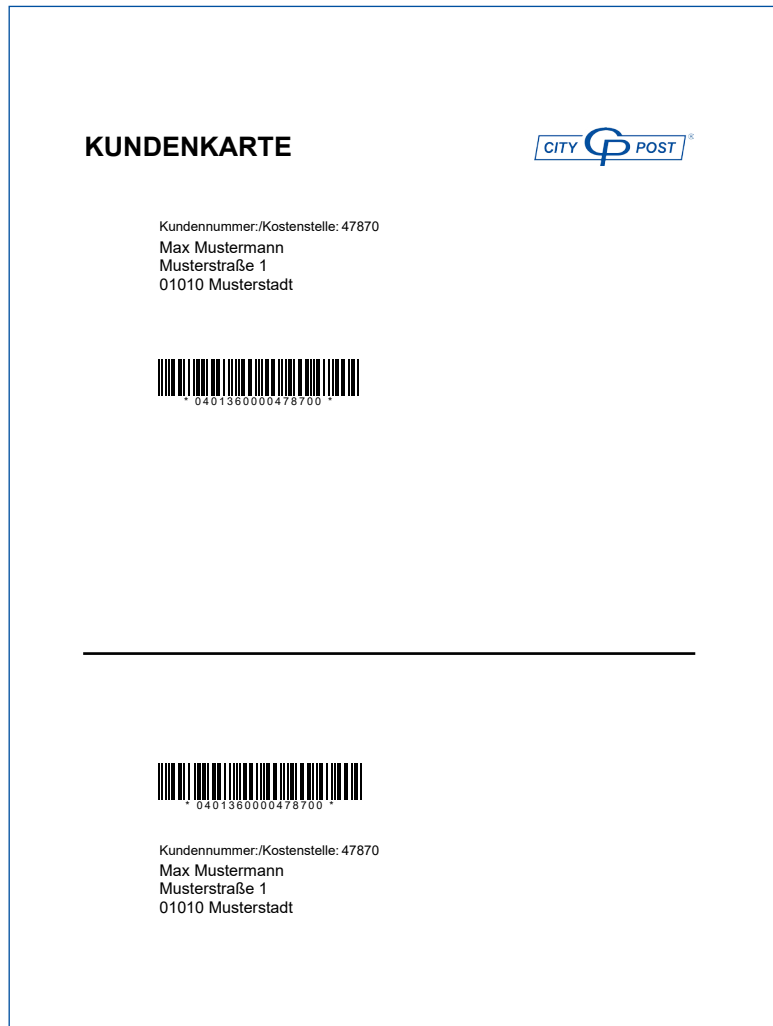 KUNDENKARTE
CITY CP POST ®
Kundennummer:/Kostenstelle: 47870
Max Mustermann
Musterstraße 1
01010 Musterstadt
* 0401360000478700 *
* 0401360000478700 *
Kundennummer:/Kostenstelle: 47870
Max Mustermann
Musterstraße 1
01010 Musterstadt